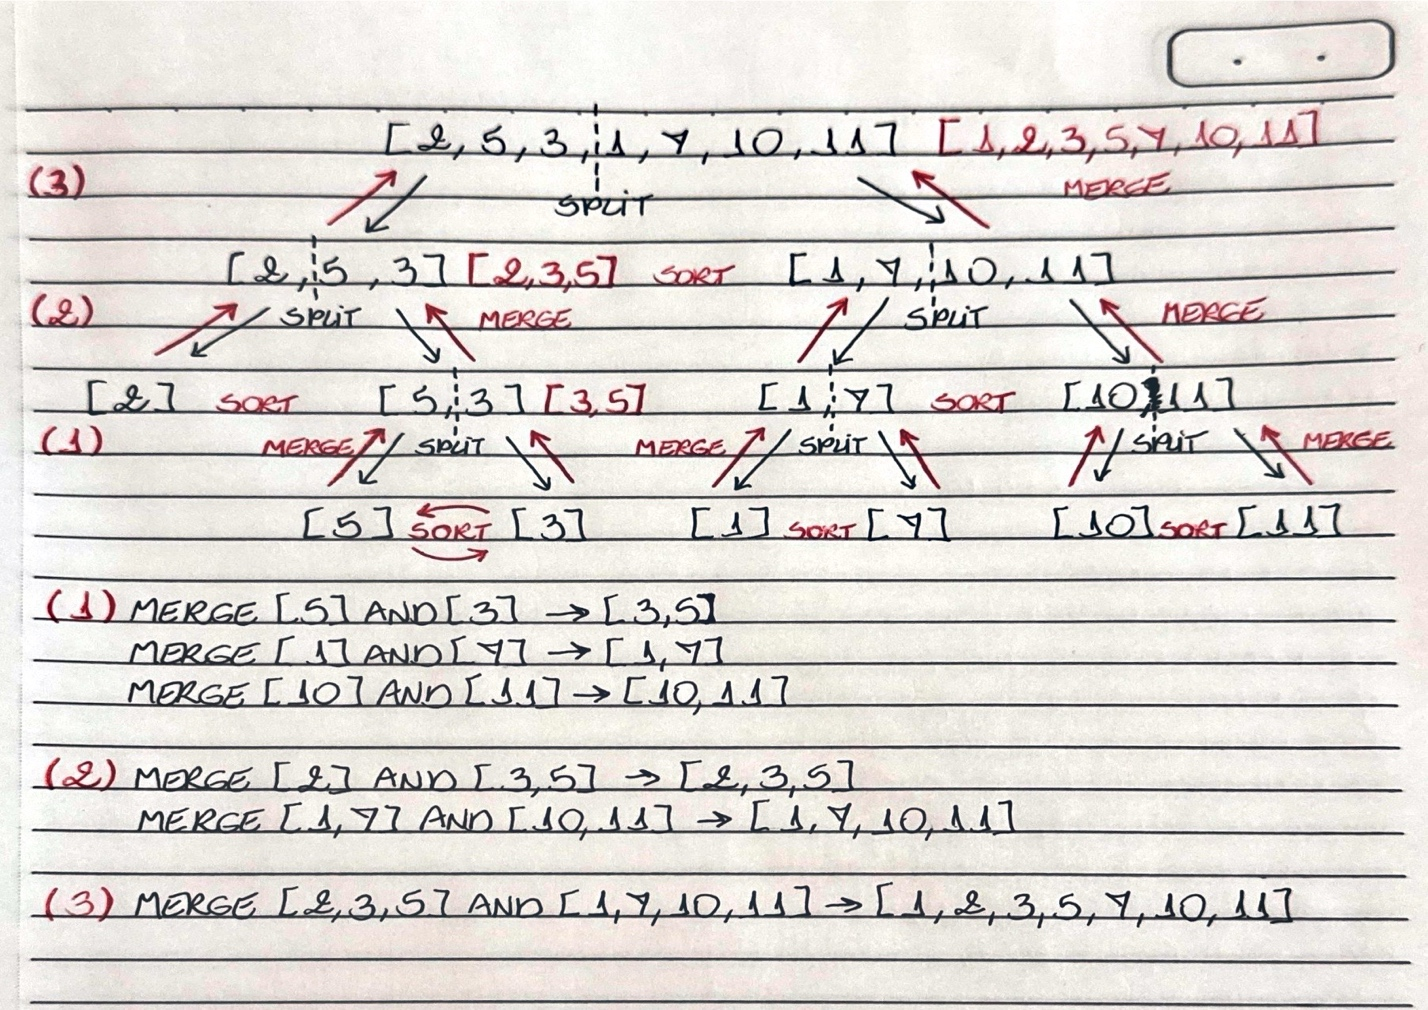 [2, 5, 3, 1, 7, 10, 11] [1, 2, 3, 5, 7, 10, 11]
(3) SPLIT MERGE
[2, 5, 3] [2,3,5] SORT [1, 7, 10, 11]
(2) SPLIT MERGE SPLIT MERGE
[2] SORT [5, 3] [3,5] [1, 7] SORT [10, 11]
(1) MERGE SPLIT MERGE SPLIT SPLIT MERGE
[5] SORT [3] [1] SORT [7] [10] SORT [11]
(1) MERGE [5] AND [3] → [3,5]
MERGE [1] AND [7] → [1, 7]
MERGE [10] AND [11] → [10, 11]
(2) MERGE [2] AND [3,5] → [2, 3, 5]
MERGE [1, 7] AND [10, 11] → [1, 7, 10, 11]
(3) MERGE [2, 3, 5] AND [1, 7, 10, 11] → [1, 2, 3, 5, 7, 10, 11]